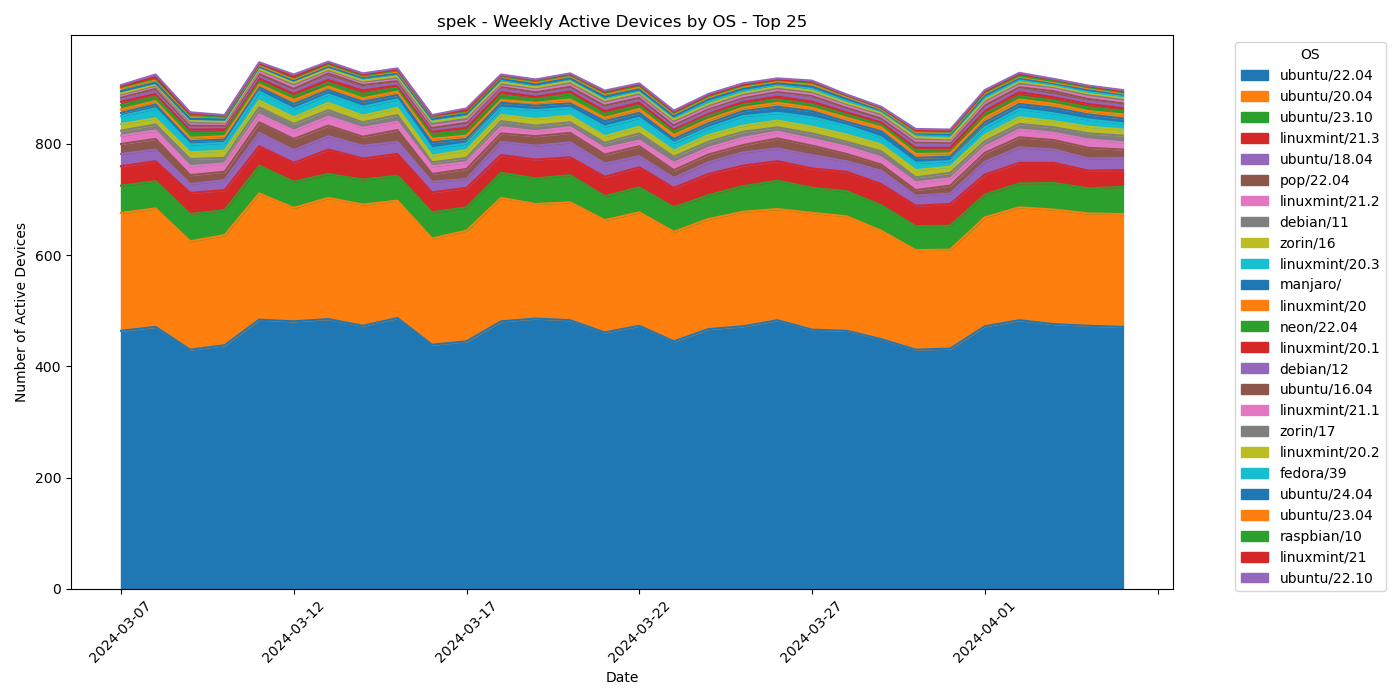 spek - Weekly Active Devices by OS - Top 25
Number of Active Devices
800
600
400
200
0
2024-03-07
2024-03-12
2024-03-17
2024-03-22
2024-03-27
2024-04-01
Date
OS
ubuntu/22.04
ubuntu/20.04
ubuntu/23.10
linuxmint/21.3
ubuntu/18.04
pop/22.04
linuxmint/21.2
debian/11
zorin/16
linuxmint/20.3
manjaro/
linuxmint/20
neon/22.04
linuxmint/20.1
debian/12
ubuntu/16.04
linuxmint/21.1
zorin/17
linuxmint/20.2
fedora/39
ubuntu/24.04
ubuntu/23.04
raspbian/10
linuxmint/21
ubuntu/22.10